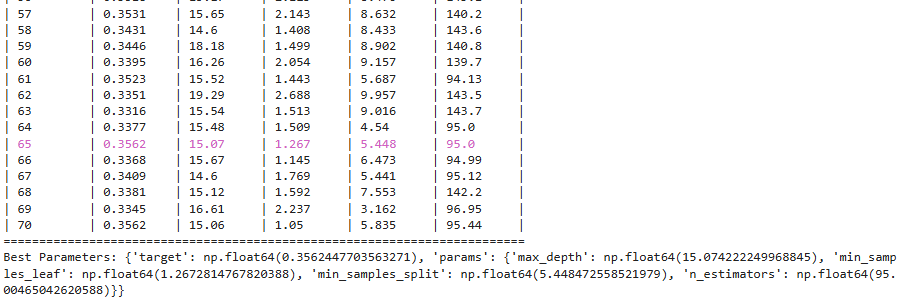 | 57 | 0.3531 | 15.65 | 2.143 | 8.632 | 140.2 |
| 58 | 0.3431 | 14.6 | 1.408 | 8.433 | 143.6 |
| 59 | 0.3446 | 18.18 | 1.499 | 8.902 | 140.8 |
| 60 | 0.3395 | 16.26 | 2.054 | 9.157 | 139.7 |
| 61 | 0.3523 | 15.52 | 1.443 | 5.687 | 94.13 |
| 62 | 0.3351 | 19.29 | 2.688 | 9.957 | 143.5 |
| 63 | 0.3316 | 15.54 | 1.513 | 9.016 | 143.7 |
| 64 | 0.3377 | 15.48 | 1.509 | 4.54 | 95.0 |
| 65 | 0.3562 | 15.07 | 1.267 | 5.448 | 95.0 |
| 66 | 0.3368 | 15.67 | 1.145 | 6.473 | 94.99 |
| 67 | 0.3409 | 14.6 | 1.769 | 5.441 | 95.12 |
| 68 | 0.3381 | 15.12 | 1.592 | 7.553 | 142.2 |
| 69 | 0.3345 | 16.61 | 2.237 | 3.162 | 96.95 |
| 70 | 0.3562 | 15.06 | 1.05 | 5.835 | 95.44 |
=========================================================================
Best Parameters: {'target': np.float64(0.3562447703563271), 'params': {'max_depth': np.float64(15.074222249968845), 'min_samp
les_leaf': np.float64(1.2672814767820388), 'min_samples_split': np.float64(5.448472558521979), 'n_estimators': np.float64(95.
00465042620588)}}